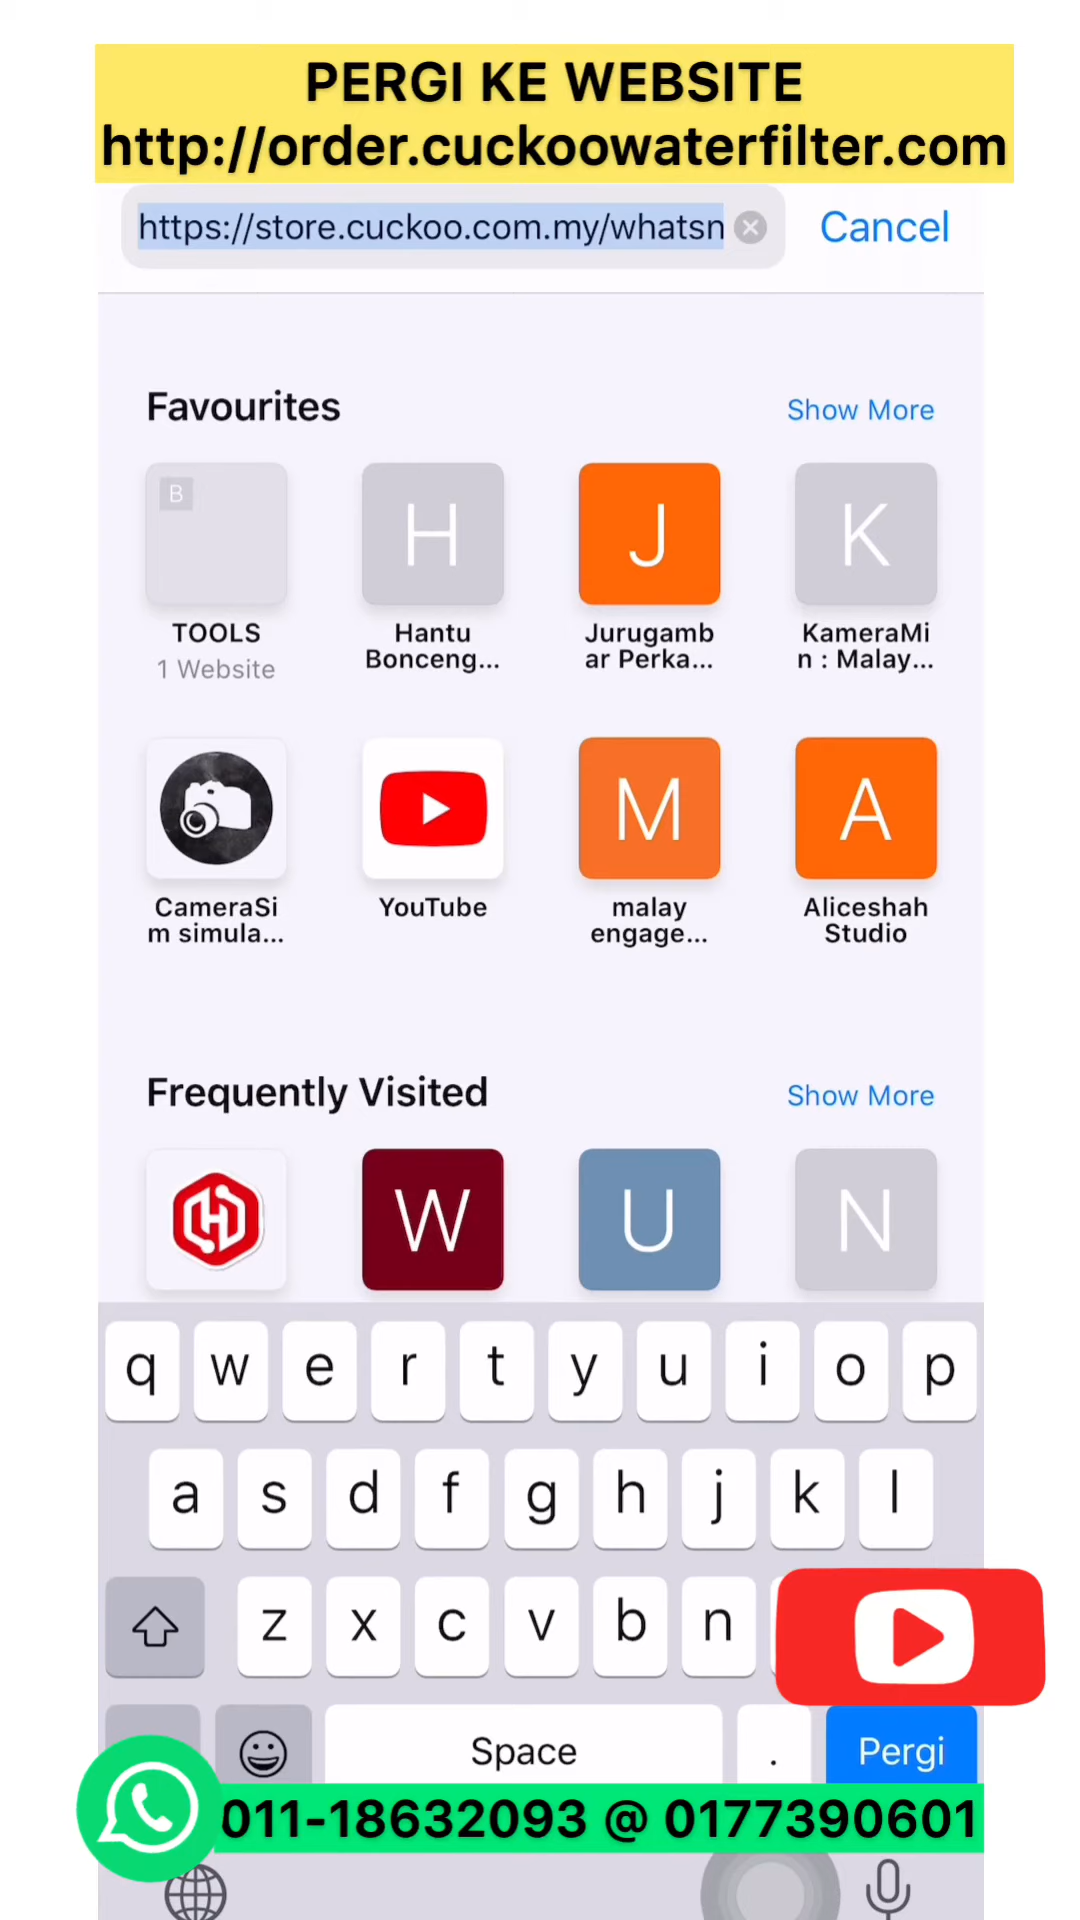 PERGI KE WEBSITE
http://order.cuckoowaterfilter.com
https://store.cuckoo.com.my/whatsn
Cancel
Favourites
Show More
B
H
J
K
TOOLS
1 Website
Hantu
Bonceng...
Jurugamb
ar Perka...
KameraMi
n : Malay...
M
A
CameraSi
m simula...
YouTube
malay
engage...
Aliceshah
Studio
Frequently Visited
Show More
W
U
N
q w e r t y u i o p
a s d f g h j k l
z x c v b n
Space
.
Pergi
011-18632093 @ 0177390601